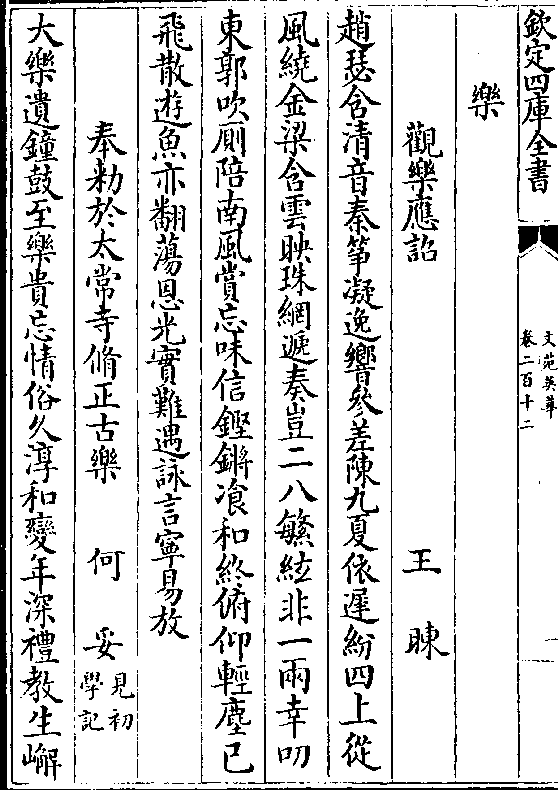 欽定四庫全書
文苑英華
卷二百十二
一
樂
觀樂應詔 王暕
趙瑟含清音秦筝凝逸響參差陳九夏依遲紛四上從
風繞金梁含雲映珠網遞奏豈二八繁絃非一兩幸叨
東郭吹厠陪南風賞忘味信鏗鏘飡和終俯仰輕塵已
飛散遊魚亦翻蕩恩光實難遇詠言寧易放
奉勑於太常寺脩正古樂 何妥見初學記
大樂遺鐘鼓至樂貴忘情俗久淳和變年深禮教生嶰